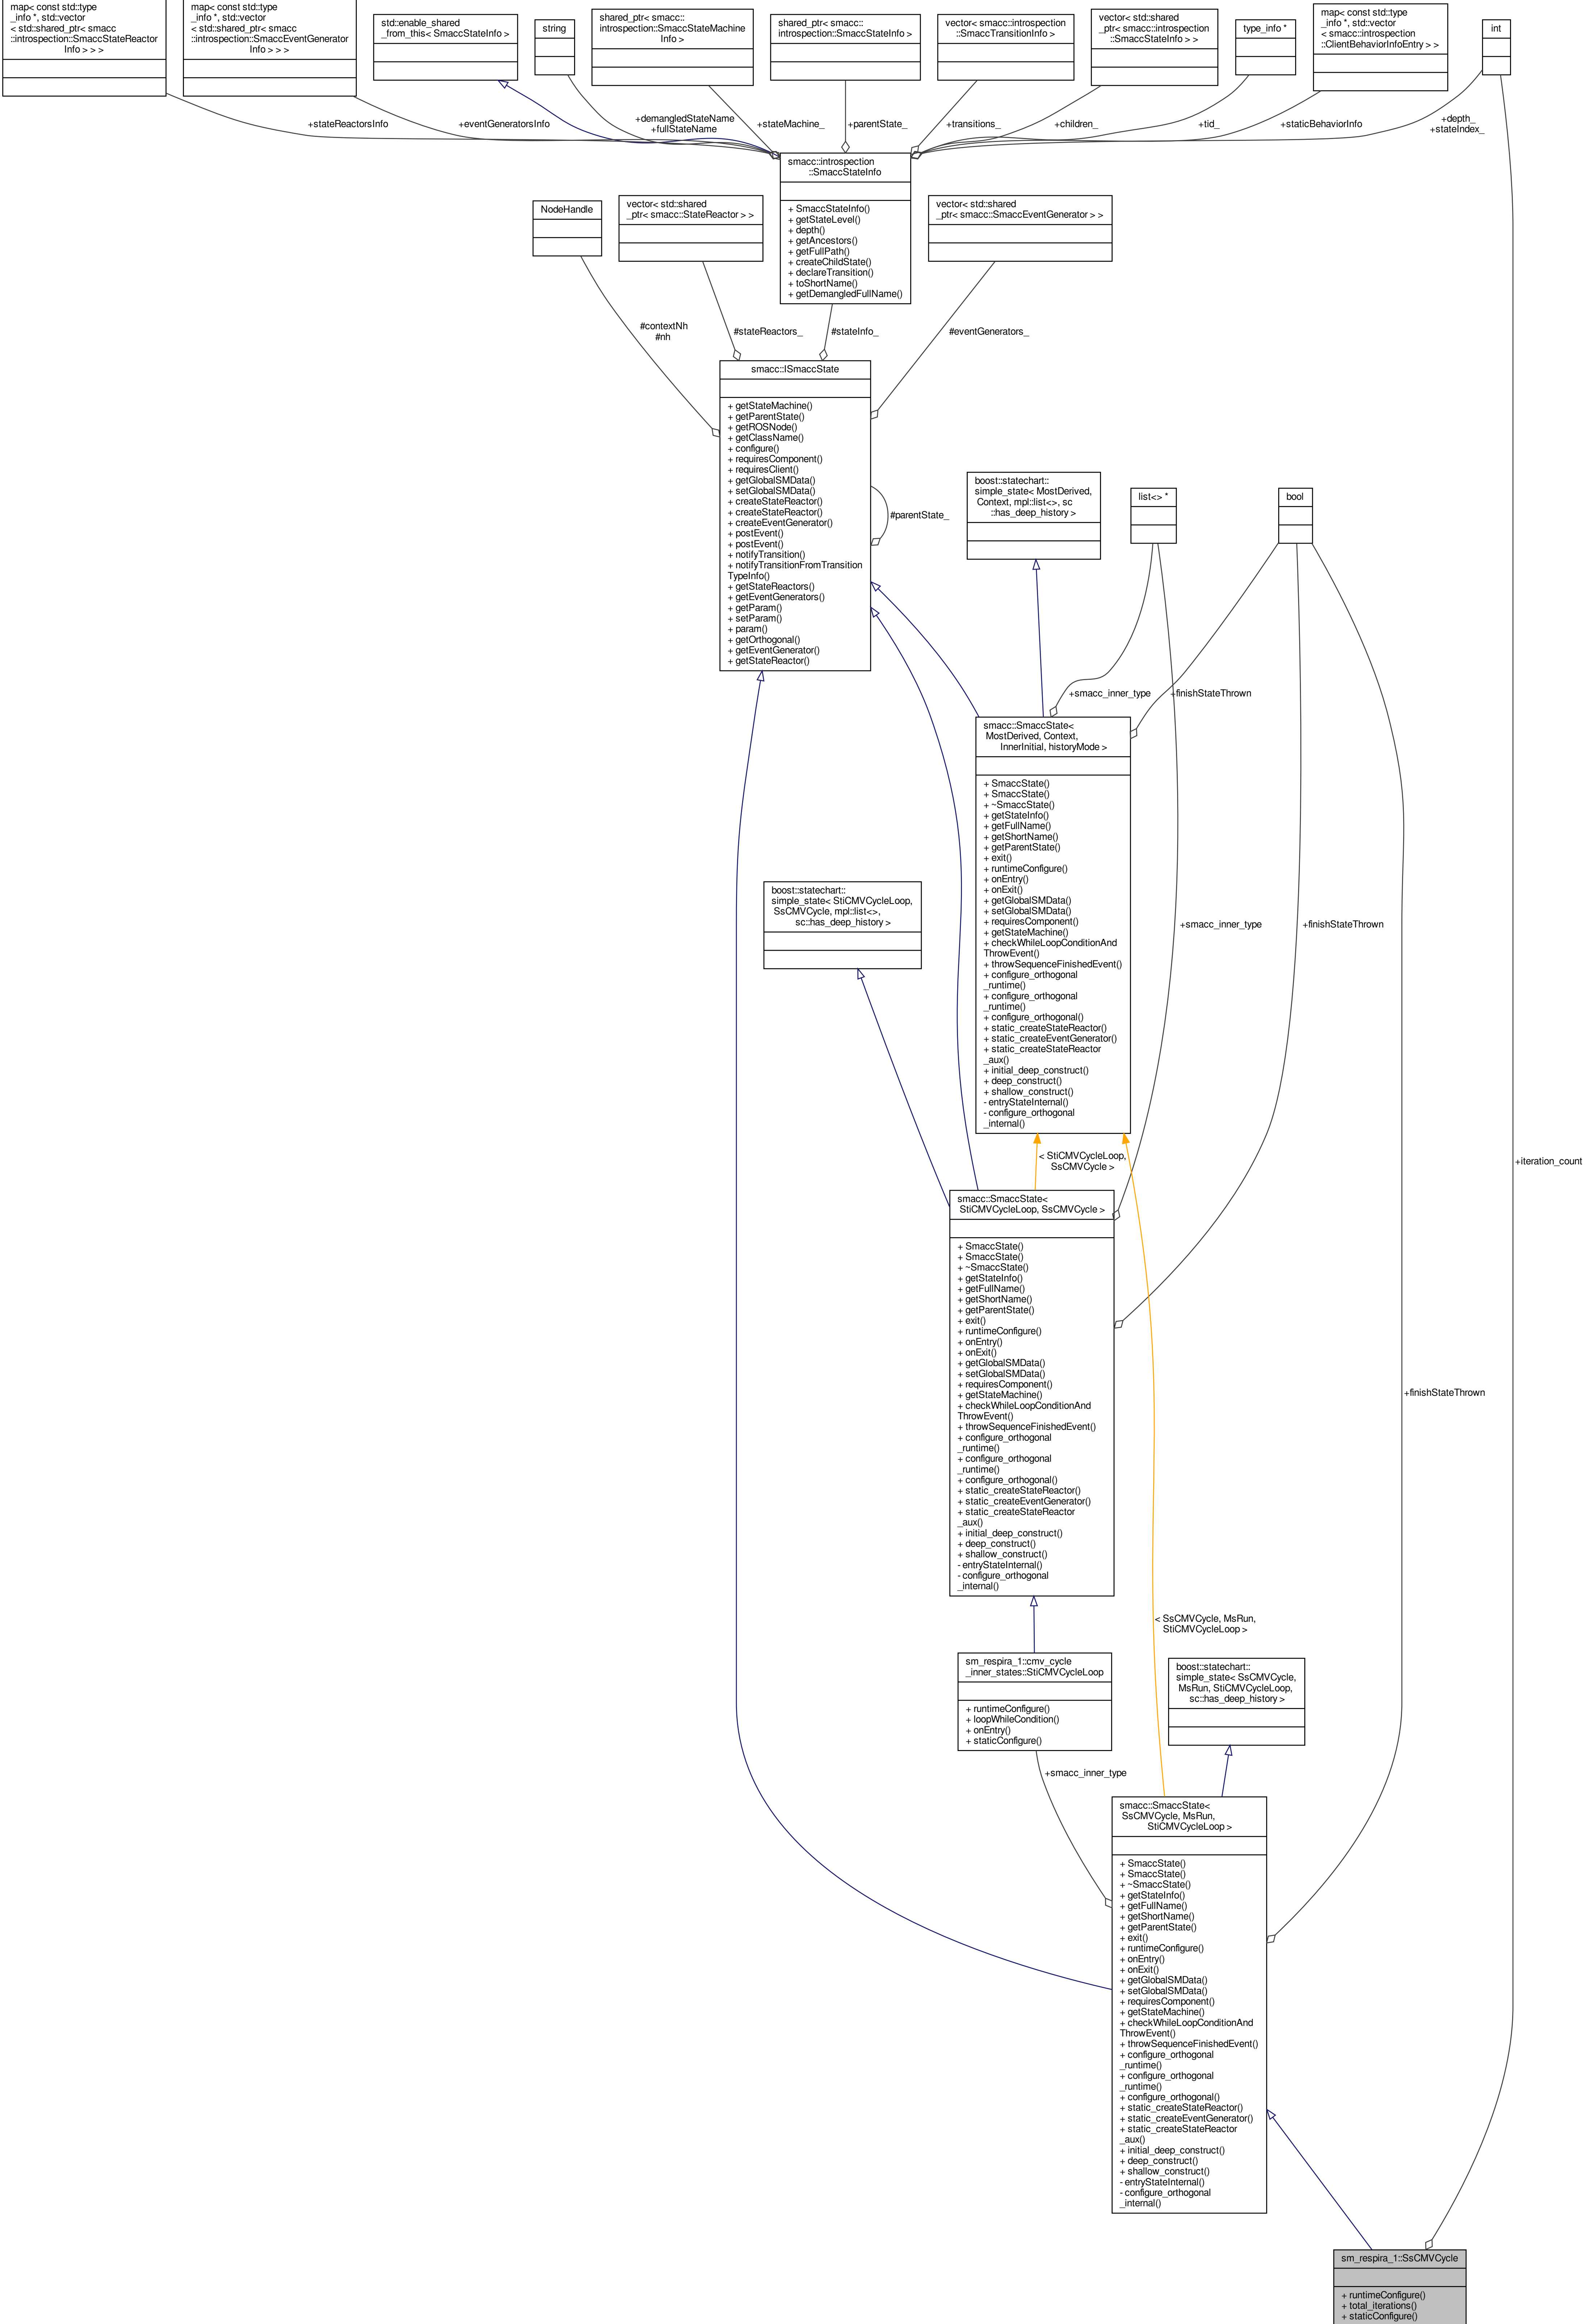 map< const std::type
_info *, std::vector
< std::shared_ptr< smacc
::introspection::SmaccStateReactor
Info > > >
map< const std::type
_info *, std::vector
< std::shared_ptr< smacc
::introspection::SmaccEventGenerator
Info > > >
std::enable_shared
_from_this< SmaccStateInfo >
string
shared_ptr< smacc::
introspection::SmaccStateMachine
Info >
shared_ptr< smacc::
introspection::SmaccStateInfo >
vector< smacc::introspection
::SmaccTransitionInfo >
vector< std::shared
_ptr< smacc::introspection
::SmaccStateInfo > >
type_info *
map< const std::type
_info *, std::vector
< smacc::introspection
::ClientBehaviorInfoEntry > >
int
+stateReactorsInfo
+eventGeneratorsInfo
+demangledStateName
+fullStateName
+stateMachine_
+parentState_
+transitions_
+children_
+tid_
+staticBehaviorInfo
+depth_
+stateIndex_
smacc::introspection
::SmaccStateInfo
+ SmaccStateInfo()
+ getStateLevel()
+ depth()
+ getAncestors()
+ getFullPath()
+ createChildState()
+ declareTransition()
+ toShortName()
+ getDemangledFullName()
NodeHandle
vector< std::shared
_ptr< smacc::StateReactor > >
vector< std::shared
_ptr< smacc::SmaccEventGenerator > >
#contextNh
#nh
#stateReactors_
#stateInfo_
#eventGenerators_
smacc::ISmaccState
+ getStateMachine()
+ getParentState()
+ getROSNode()
+ getClassName()
+ configure()
+ requiresComponent()
+ requiresClient()
+ getGlobalSMData()
+ setGlobalSMData()
+ createStateReactor()
+ createStateReactor()
+ createEventGenerator()
+ postEvent()
+ postEvent()
+ notifyTransition()
+ notifyTransitionFromTransition
TypeInfo()
+ getStateReactors()
+ getEventGenerators()
+ getParam()
+ setParam()
+ param()
+ getOrthogonal()
+ getEventGenerator()
+ getStateReactor()
#parentState_
boost::statechart::
simple_state< MostDerived,
Context, mpl::list<>, sc
::has_deep_history >
list<> *
bool
+smacc_inner_type
+finishStateThrown
smacc::SmaccState<
MostDerived, Context,
InnerInitial, historyMode >
+ SmaccState()
+ SmaccState()
+ ~SmaccState()
+ getStateInfo()
+ getFullName()
+ getShortName()
+ getParentState()
+ exit()
+ runtimeConfigure()
+ onEntry()
+ onExit()
+ getGlobalSMData()
+ setGlobalSMData()
+ requiresComponent()
+ getStateMachine()
+ checkWhileLoopConditionAnd
ThrowEvent()
+ throwSequenceFinishedEvent()
+ configure_orthogonal
_runtime()
+ configure_orthogonal
_runtime()
+ configure_orthogonal()
+ static_createStateReactor()
+ static_createEventGenerator()
+ static_createStateReactor
_aux()
+ initial_deep_construct()
+ deep_construct()
+ shallow_construct()
- entryStateInternal()
- configure_orthogonal
_internal()
boost::statechart::
simple_state< StiCMVCycleLoop,
SsCMVCycle, mpl::list<>,
sc::has_deep_history >
+smacc_inner_type
+finishStateThrown
< StiCMVCycleLoop,
SsCMVCycle >
+iteration_count
smacc::SmaccState<
StiCMVCycleLoop, SsCMVCycle >
+ SmaccState()
+ SmaccState()
+ ~SmaccState()
+ getStateInfo()
+ getFullName()
+ getShortName()
+ getParentState()
+ exit()
+ runtimeConfigure()
+ onEntry()
+ onExit()
+ getGlobalSMData()
+ setGlobalSMData()
+ requiresComponent()
+ getStateMachine()
+ checkWhileLoopConditionAnd
ThrowEvent()
+ throwSequenceFinishedEvent()
+ configure_orthogonal
_runtime()
+ configure_orthogonal
_runtime()
+ configure_orthogonal()
+ static_createStateReactor()
+ static_createEventGenerator()
+ static_createStateReactor
_aux()
+ initial_deep_construct()
+ deep_construct()
+ shallow_construct()
- entryStateInternal()
- configure_orthogonal
_internal()
+finishStateThrown
< SsCMVCycle, MsRun,
StiCMVCycleLoop >
sm_respira_1::cmv_cycle
_inner_states::StiCMVCycleLoop
+ runtimeConfigure()
+ loopWhileCondition()
+ onEntry()
+ staticConfigure()
boost::statechart::
simple_state< SsCMVCycle,
MsRun, StiCMVCycleLoop,
sc::has_deep_history >
+smacc_inner_type
smacc::SmaccState<
SsCMVCycle, MsRun,
StiCMVCycleLoop >
+ SmaccState()
+ SmaccState()
+ ~SmaccState()
+ getStateInfo()
+ getFullName()
+ getShortName()
+ getParentState()
+ exit()
+ runtimeConfigure()
+ onEntry()
+ onExit()
+ getGlobalSMData()
+ setGlobalSMData()
+ requiresComponent()
+ getStateMachine()
+ checkWhileLoopConditionAnd
ThrowEvent()
+ throwSequenceFinishedEvent()
+ configure_orthogonal
_runtime()
+ configure_orthogonal
_runtime()
+ configure_orthogonal()
+ static_createStateReactor()
+ static_createEventGenerator()
+ static_createStateReactor
_aux()
+ initial_deep_construct()
+ deep_construct()
+ shallow_construct()
- entryStateInternal()
- configure_orthogonal
_internal()
sm_respira_1::SsCMVCycle
+ runtimeConfigure()
+ total_iterations()
+ staticConfigure()